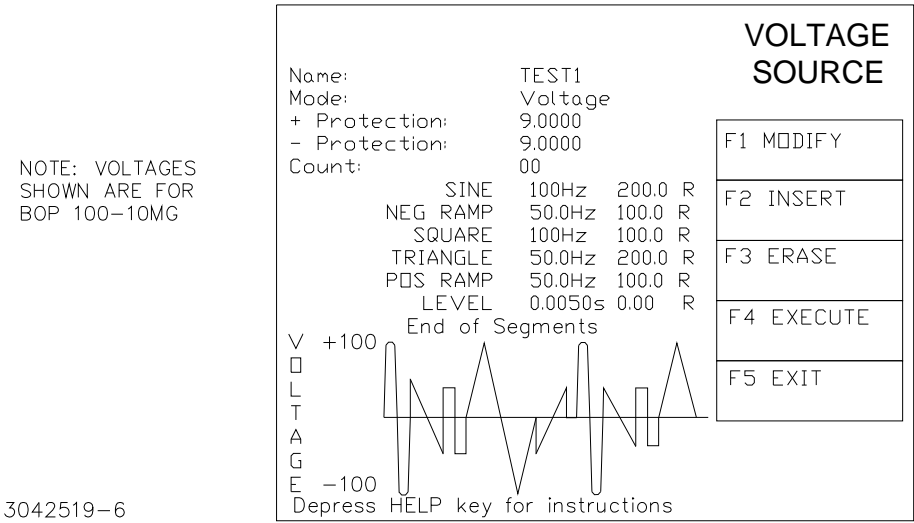 VOLTAGE
SOURCE
Name: TEST1
Mode: Voltage
+ Protection: 9.0000
- Protection: 9.0000
Count: 00
SINE 100Hz 200.0 R
NEG RAMP 50.0Hz 100.0 R
SQUARE 100Hz 100.0 R
TRIANGLE 50.0Hz 200.0 R
POS RAMP 50.0Hz 100.0 R
LEVEL 0.0050s 0.00 R
End of Segments
VOLTAGE
+100
-100
Depress HELP key for instructions
F1 MODIFY
F2 INSERT
F3 ERASE
F4 EXECUTE
F5 EXIT
NOTE: VOLTAGES
SHOWN ARE FOR
BOP 100-10MG
3042519-6